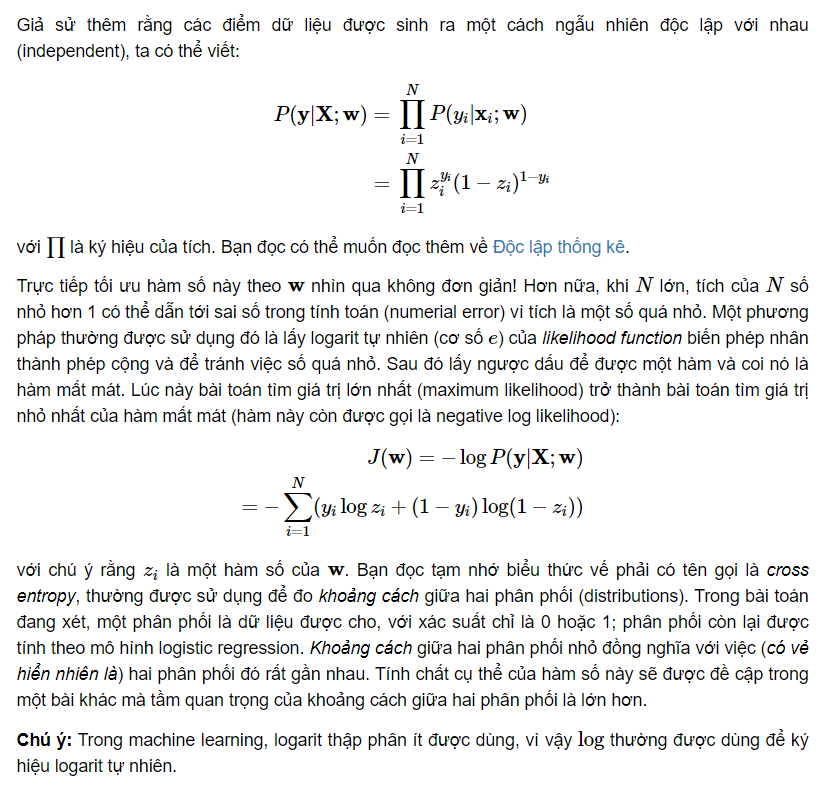 Giả sử thêm rằng các điểm dữ liệu được sinh ra một cách ngẫu nhiên độc lập với nhau
(independent), ta có thể viết:
P(y|X; w) = ∏_{i=1}^{N} P(y_i|x_i; w)
= ∏_{i=1}^{N} z_i^{y_i}(1 − z_i)^{1−y_i}
với ∏ là ký hiệu của tích. Bạn đọc có thể muốn đọc thêm về Độc lập thống kê.
Trực tiếp tối ưu hàm số này theo w nhìn qua không đơn giản! Hơn nữa, khi N lớn, tích của N số
nhỏ hơn 1 có thể dẫn tới sai số trong tính toán (numerial error) vì tích là một số quá nhỏ. Một phương
pháp thường được sử dụng đó là lấy logarit tự nhiên (cơ số e) của likelihood function biến phép nhân
thành phép cộng và để tránh việc số quá nhỏ. Sau đó lấy ngược dấu để được một hàm và coi nó là
hàm mất mát. Lúc này bài toán tìm giá trị lớn nhất (maximum likelihood) trở thành bài toán tìm giá trị
nhỏ nhất của hàm mất mát (hàm này còn được gọi là negative log likelihood):
J(w) = − log P(y|X; w)
= − ∑_{i=1}^{N} (y_i log z_i + (1 − y_i) log(1 − z_i))
với chú ý rằng z_i là một hàm số của w. Bạn đọc tạm nhớ biểu thức vế phải có tên gọi là cross
entropy, thường được sử dụng để đo khoảng cách giữa hai phân phối (distributions). Trong bài toán
đang xét, một phân phối là dữ liệu được cho, với xác suất chỉ là 0 hoặc 1; phân phối còn lại được
tính theo mô hình logistic regression. Khoảng cách giữa hai phân phối nhỏ đồng nghĩa với việc (có vẻ
hiển nhiên là) hai phân phối đó rất gần nhau. Tính chất cụ thể của hàm số này sẽ được đề cập trong
một bài khác mà tầm quan trọng của khoảng cách giữa hai phân phối là lớn hơn.
Chú ý: Trong machine learning, logarit thập phân ít được dùng, vì vậy log thường được dùng để ký
hiệu logarit tự nhiên.